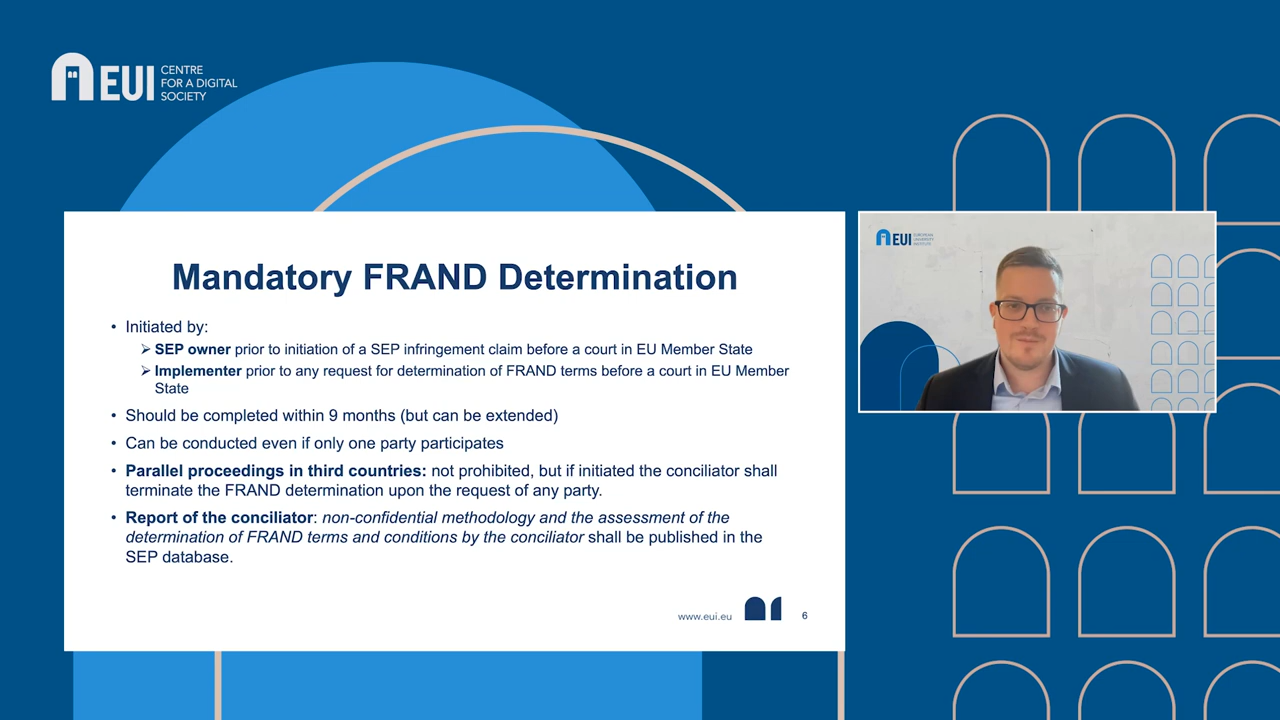 EUI CENTRE
FOR A DIGITAL
SOCIETY
Mandatory FRAND Determination
• Initiated by:
➢ SEP owner prior to initiation of a SEP infringement claim before a court in EU Member State
➢ Implementer prior to any request for determination of FRAND terms before a court in EU Member
State
• Should be completed within 9 months (but can be extended)
• Can be conducted even if only one party participates
• Parallel proceedings in third countries: not prohibited, but if initiated the conciliator shall
terminate the FRAND determination upon the request of any party.
• Report of the conciliator: non-confidential methodology and the assessment of the
determination of FRAND terms and conditions by the conciliator shall be published in the
SEP database.
www.eui.eu
6
EUI EUROPEAN
UNIVERSITY
INSTITUTE